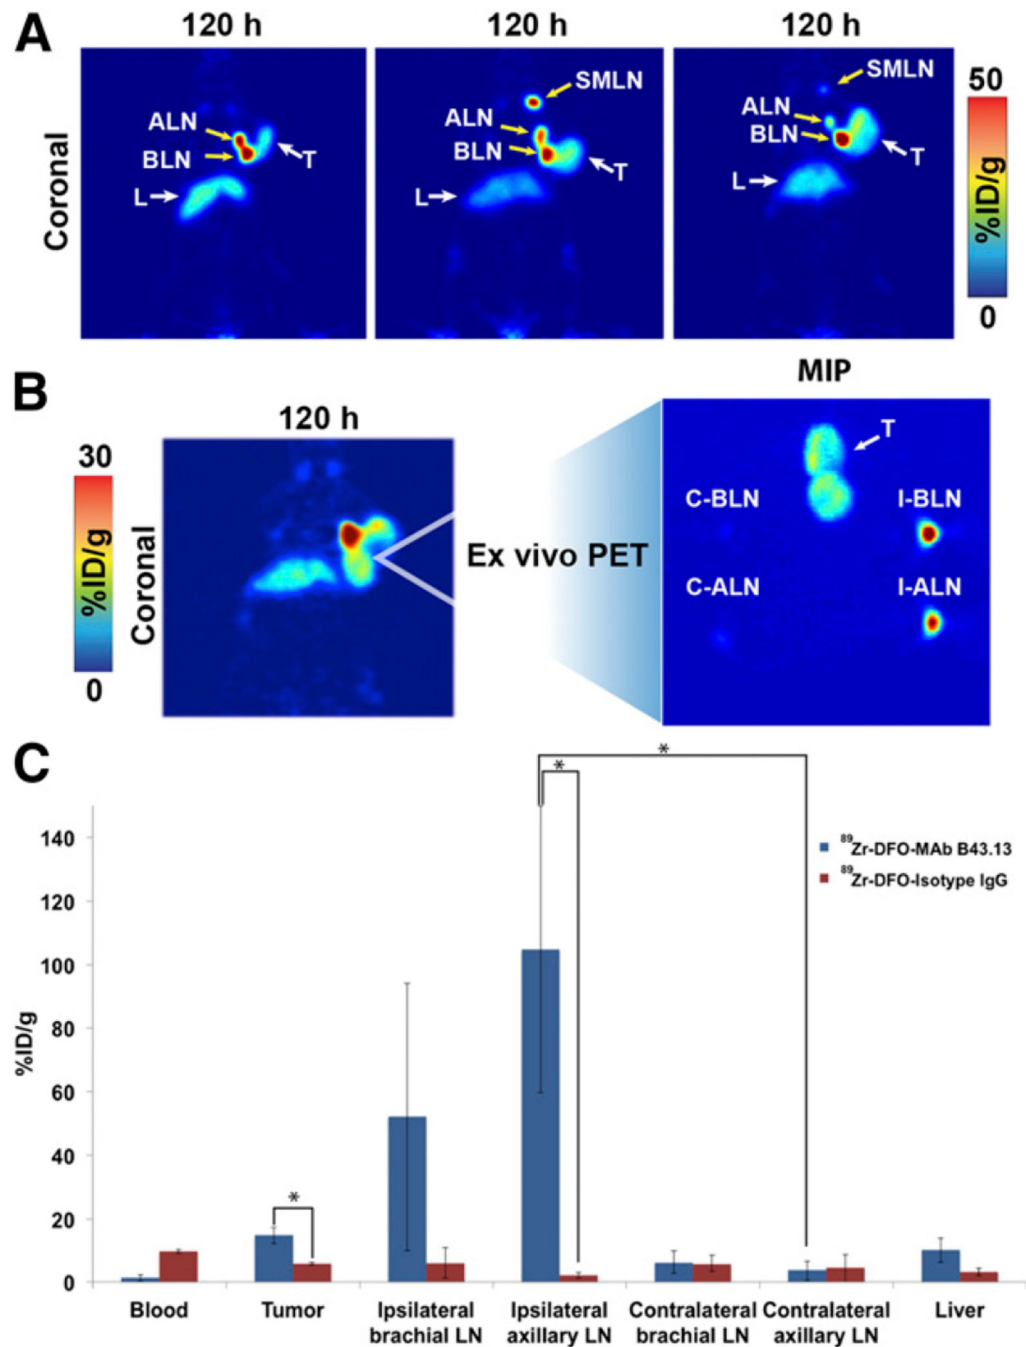 A
120 h
120 h
120 h
Coronal
ALN
BLN
T
L
SMLN
ALN
BLN
T
L
SMLN
ALN
BLN
T
L
50
%ID/g
0
B
120 h
30
%ID/g
0
Coronal
Ex vivo PET
MIP
T
C-BLN
I-BLN
C-ALN
I-ALN
C
*
*
*
%ID/g
140
120
100
80
60
40
20
0
89Zr-DFO-MAb B43.13
89Zr-DFO-Isotype IgG
Blood
Tumor
Ipsilateral
brachial LN
Ipsilateral
axillary LN
Contralateral
brachial LN
Contralateral
axillary LN
Liver